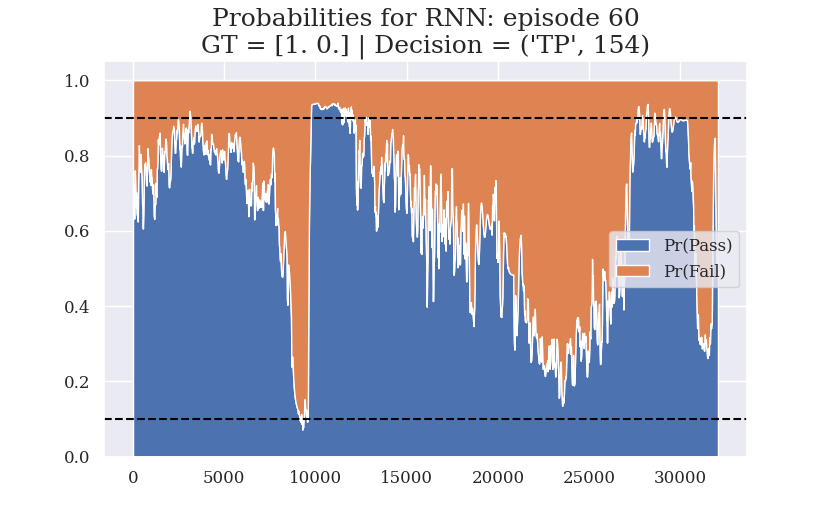 Probabilities for RNN: episode 60
GT = [1. 0.] | Decision = ('TP', 154)
1.0
0.8
0.6
0.4
0.2
0.0
Pr(Pass)
Pr(Fail)
0 5000 10000 15000 20000 25000 30000